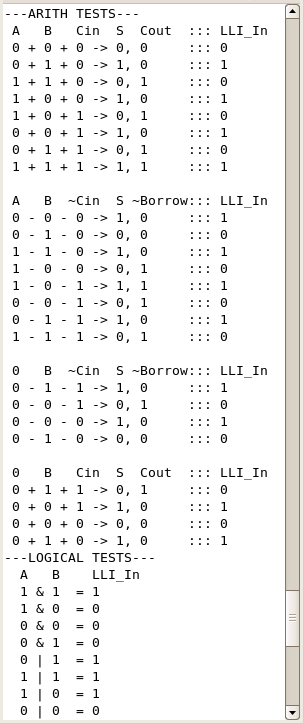 ---ARITH TESTS---
A   B   Cin  S  Cout  ::: LLI_In
0 + 0 + 0 -> 0, 0     ::: 0
0 + 1 + 0 -> 1, 0     ::: 1
1 + 1 + 0 -> 0, 1     ::: 0
1 + 0 + 0 -> 1, 0     ::: 1
1 + 0 + 1 -> 0, 1     ::: 0
0 + 0 + 1 -> 1, 0     ::: 1
0 + 1 + 1 -> 0, 1     ::: 0
1 + 1 + 1 -> 1, 1     ::: 1
A   B  ~Cin  S ~Borrow::: LLI_In
0 - 0 - 0 -> 1, 0     ::: 1
0 - 1 - 0 -> 0, 0     ::: 0
1 - 1 - 0 -> 1, 0     ::: 1
1 - 0 - 0 -> 0, 1     ::: 0
1 - 0 - 1 -> 1, 1     ::: 1
0 - 0 - 1 -> 0, 1     ::: 0
0 - 1 - 1 -> 1, 0     ::: 1
1 - 1 - 1 -> 0, 1     ::: 0
0   B  ~Cin  S ~Borrow::: LLI_In
0 - 1 - 1 -> 1, 0     ::: 1
0 - 0 - 1 -> 0, 1     ::: 0
0 - 0 - 0 -> 1, 0     ::: 1
0 - 1 - 0 -> 0, 0     ::: 0
0   B   Cin  S  Cout  ::: LLI_In
0 + 1 + 1 -> 0, 1     ::: 0
0 + 0 + 1 -> 1, 0     ::: 1
0 + 0 + 0 -> 0, 0     ::: 0
0 + 1 + 0 -> 1, 0     ::: 1
---LOGICAL TESTS---
A   B    LLI_In
1 & 1  = 1
1 & 0  = 0
0 & 0  = 0
0 & 1  = 0
0 | 1  = 1
1 | 1  = 1
1 | 0  = 1
0 | 0  = 0